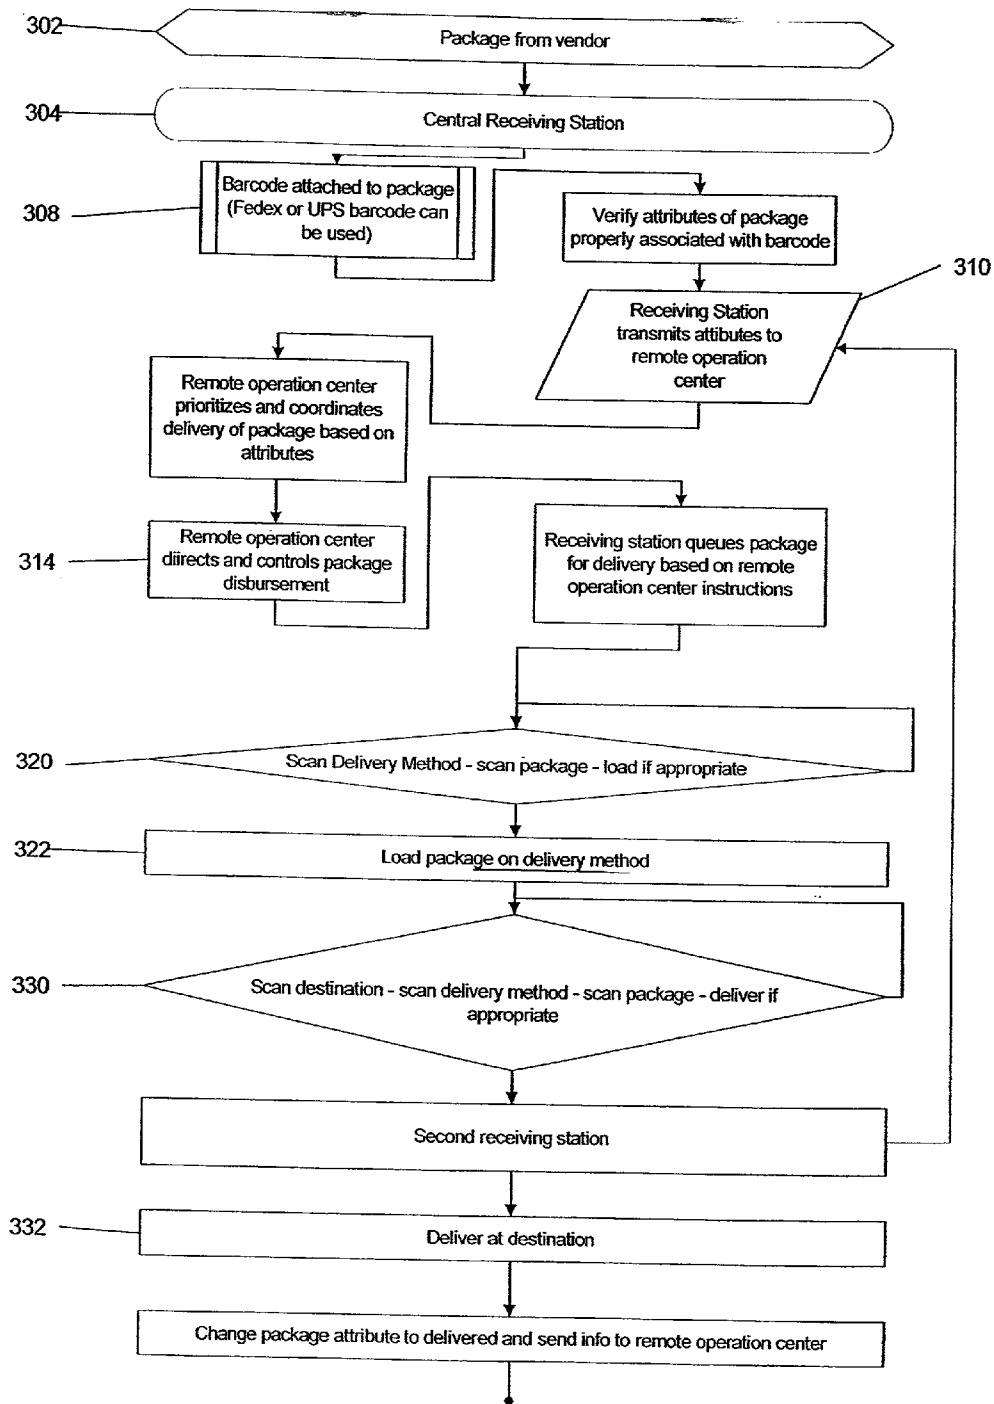 302
Package from vendor
304
Central Receiving Station
308
Barcode attached to package
(Fedex or UPS barcode can
be used)
Verify attributes of package
properly associated with barcode
310
Receiving Station
transmits attibutes to
remote operation
center
Remote operation center
prioritizes and coordinates
delivery of package based on
attributes
314
Remote operation center
diirects and controls package
disbursement
Receiving station queues package
for delivery based on remote
operation center instructions
320
Scan Delivery Method - scan package - load if appropriate
322
Load package on delivery method
330
Scan destination - scan delivery method - scan package - deliver if
appropriate
Second receiving station
332
Deliver at destination
Change package attribute to delivered and send info to remote operation center